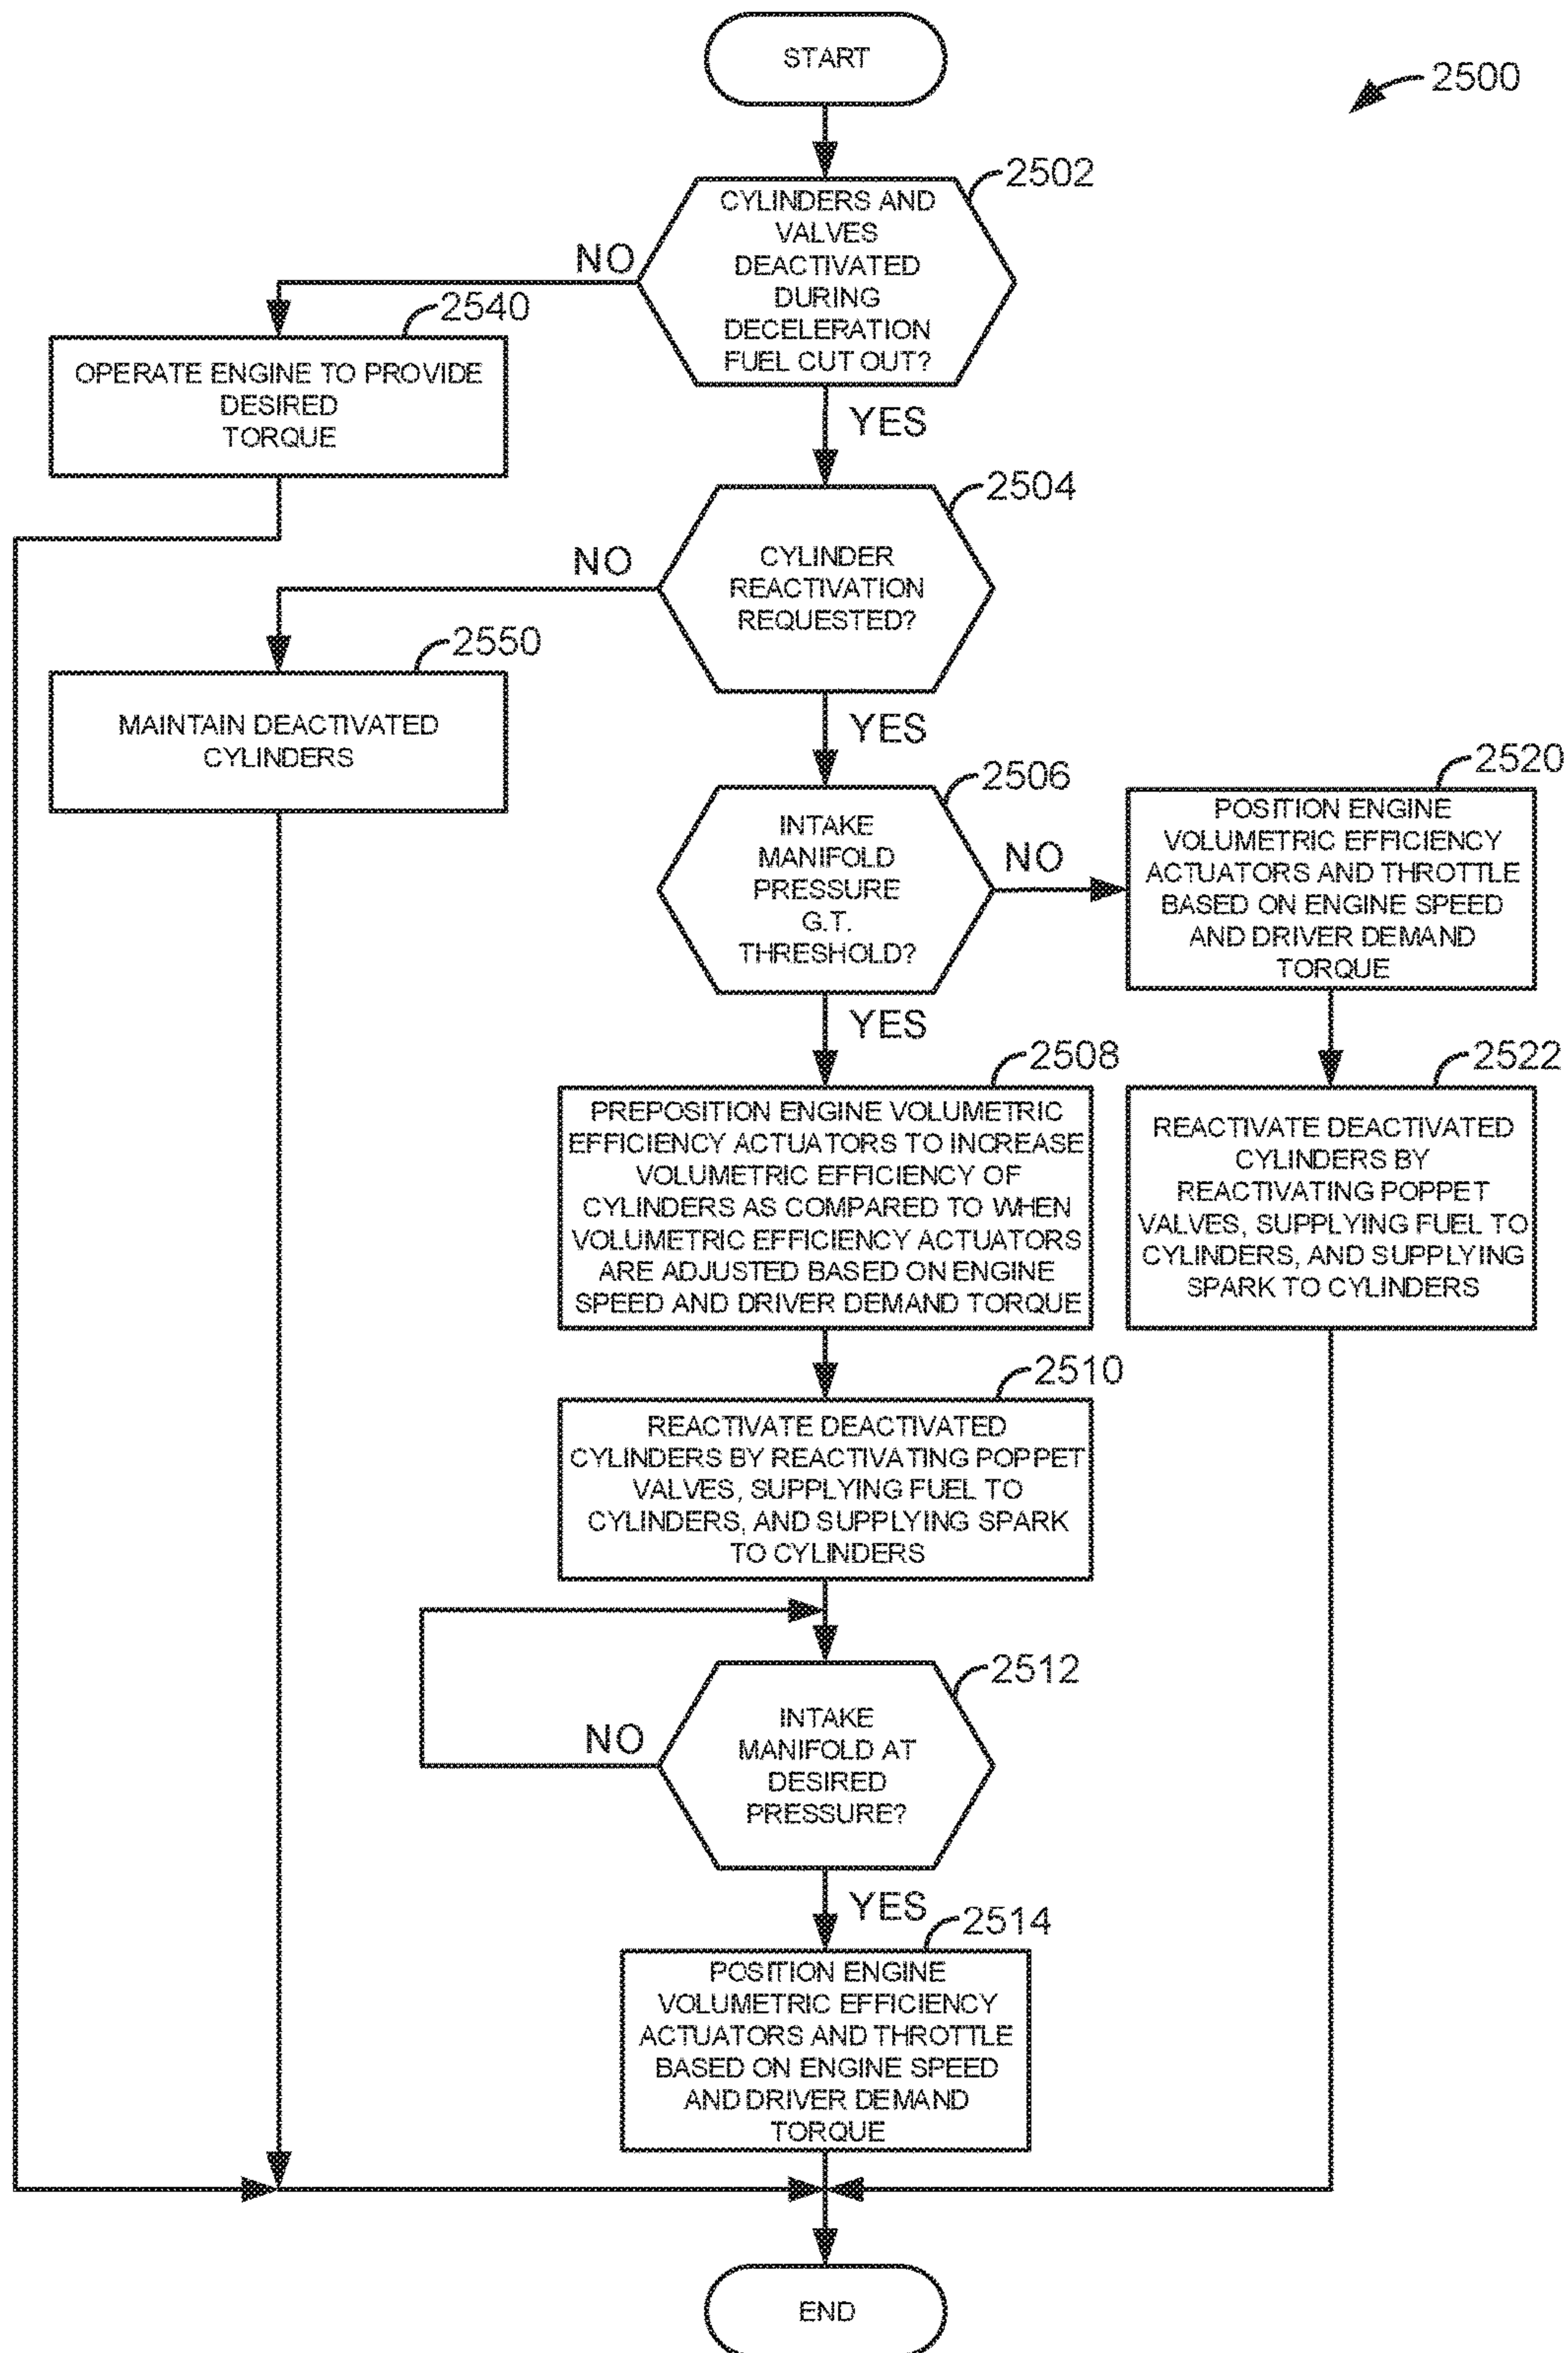 START
2500
2502
CYLINDERS AND
VALVES
DEACTIVATED
DURING
DECELERATION
FUEL CUT OUT?
NO
2540
OPERATE ENGINE TO PROVIDE
DESIRED
TORQUE
YES
2504
CYLINDER
REACTIVATION
REQUESTED?
NO
2550
MAINTAIN DEACTIVATED
CYLINDERS
YES
2506
INTAKE
MANIFOLD
PRESSURE
G.T.
THRESHOLD?
NO
2520
POSITION ENGINE
VOLUMETRIC EFFICIENCY
ACTUATORS AND THROTTLE
BASED ON ENGINE SPEED
AND DRIVER DEMAND
TORQUE
YES
2508
PREPOSITION ENGINE VOLUMETRIC
EFFICIENCY ACTUATORS TO INCREASE
VOLUMETRIC EFFICIENCY OF
CYLINDERS AS COMPARED TO WHEN
VOLUMETRIC EFFICIENCY ACTUATORS
ARE ADJUSTED BASED ON ENGINE
SPEED AND DRIVER DEMAND TORQUE
2522
REACTIVATE DEACTIVATED
CYLINDERS BY
REACTIVATING POPPET
VALVES, SUPPLYING FUEL TO
CYLINDERS, AND SUPPLYING
SPARK TO CYLINDERS
2510
REACTIVATE DEACTIVATED
CYLINDERS BY REACTIVATING POPPET
VALVES, SUPPLYING FUEL TO
CYLINDERS, AND SUPPLYING SPARK
TO CYLINDERS
2512
INTAKE
MANIFOLD AT
DESIRED
PRESSURE?
NO
YES
2514
POSITION ENGINE
VOLUMETRIC EFFICIENCY
ACTUATORS AND THROTTLE
BASED ON ENGINE SPEED
AND DRIVER DEMAND
TORQUE
END